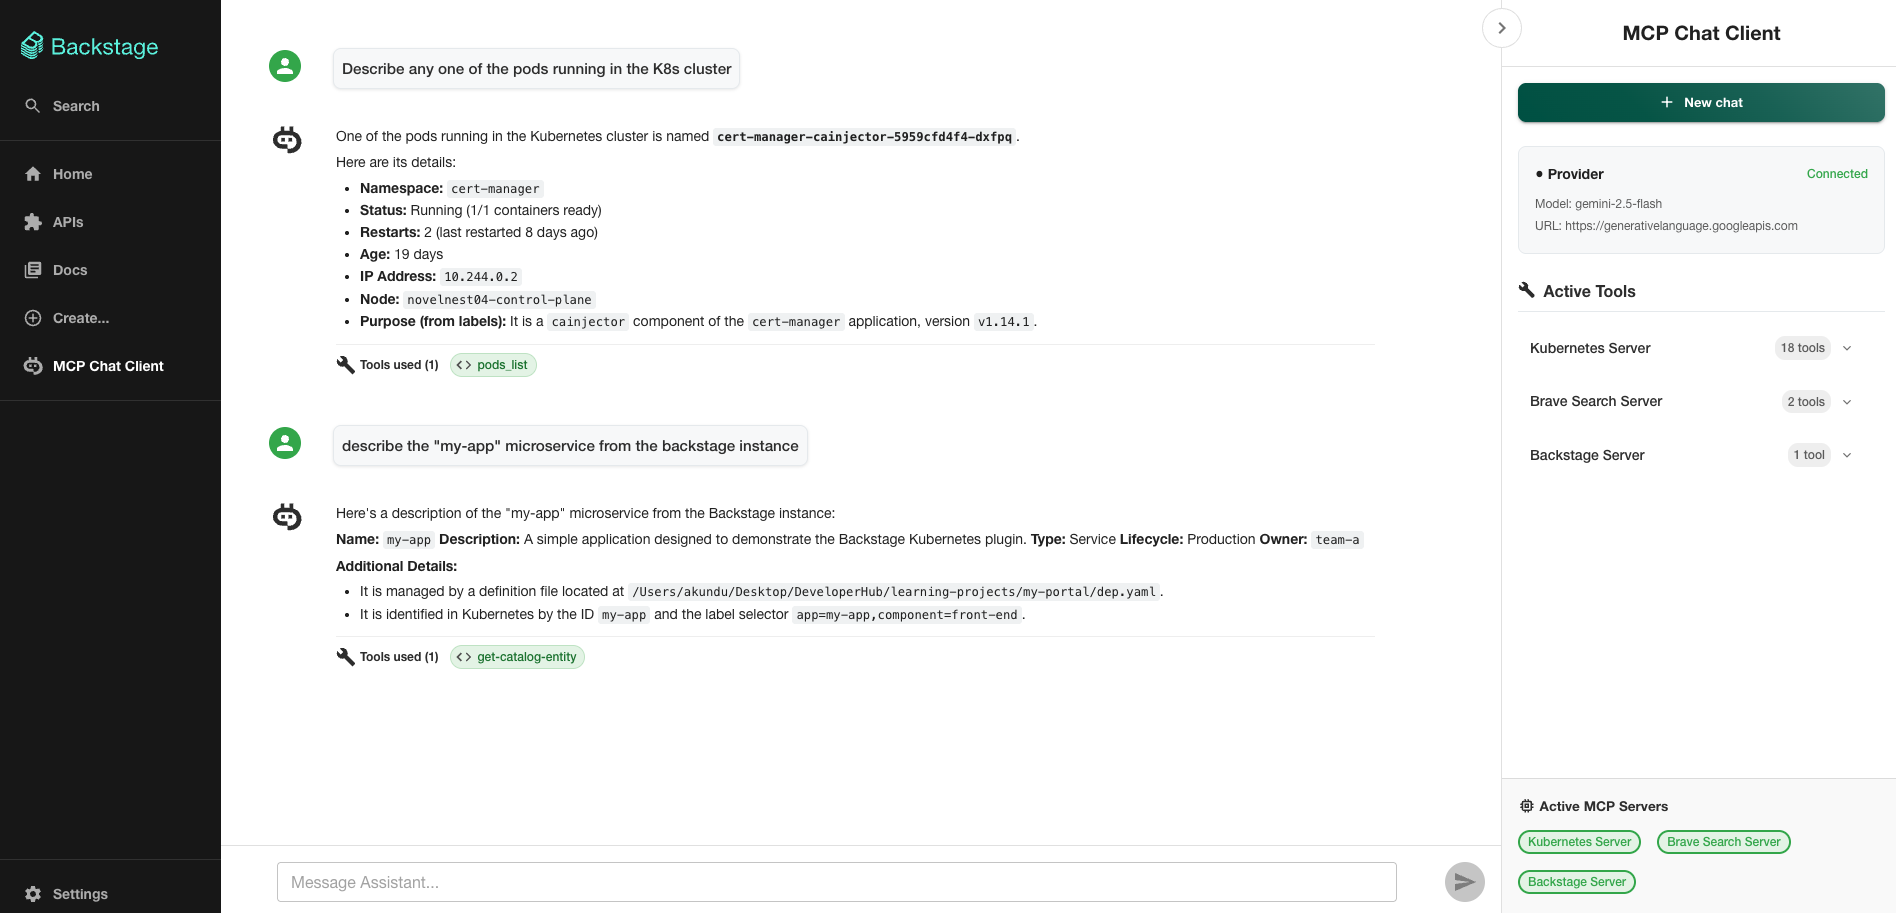 Backstage
Search
Home
APIs
Docs
Create...
MCP Chat Client
Settings
Describe any one of the pods running in the K8s cluster
One of the pods running in the Kubernetes cluster is named cert-manager-cainjector-5959cfd4f4-dxfpq.
Here are its details:
• Namespace: cert-manager
• Status: Running (1/1 containers ready)
• Restarts: 2 (last restarted 8 days ago)
• Age: 19 days
• IP Address: 10.244.0.2
• Node: novelnest04-control-plane
• Purpose (from labels): It is a cainjector component of the cert-manager application, version v1.14.1.
Tools used (1) <> pods_list
describe the "my-app" microservice from the backstage instance
Here's a description of the "my-app" microservice from the Backstage instance:
Name: my-app Description: A simple application designed to demonstrate the Backstage Kubernetes plugin. Type: Service Lifecycle: Production Owner: team-a
Additional Details:
• It is managed by a definition file located at /Users/akundu/Desktop/DeveloperHub/learning-projects/my-portal/dep.yaml.
• It is identified in Kubernetes by the ID my-app and the label selector app=my-app,component=front-end.
Tools used (1) <> get-catalog-entity
Message Assistant...
MCP Chat Client
+ New chat
• Provider Connected
Model: gemini-2.5-flash
URL: https://generativelanguage.googleapis.com
Active Tools
Kubernetes Server 18 tools
Brave Search Server 2 tools
Backstage Server 1 tool
Active MCP Servers
Kubernetes Server Brave Search Server
Backstage Server